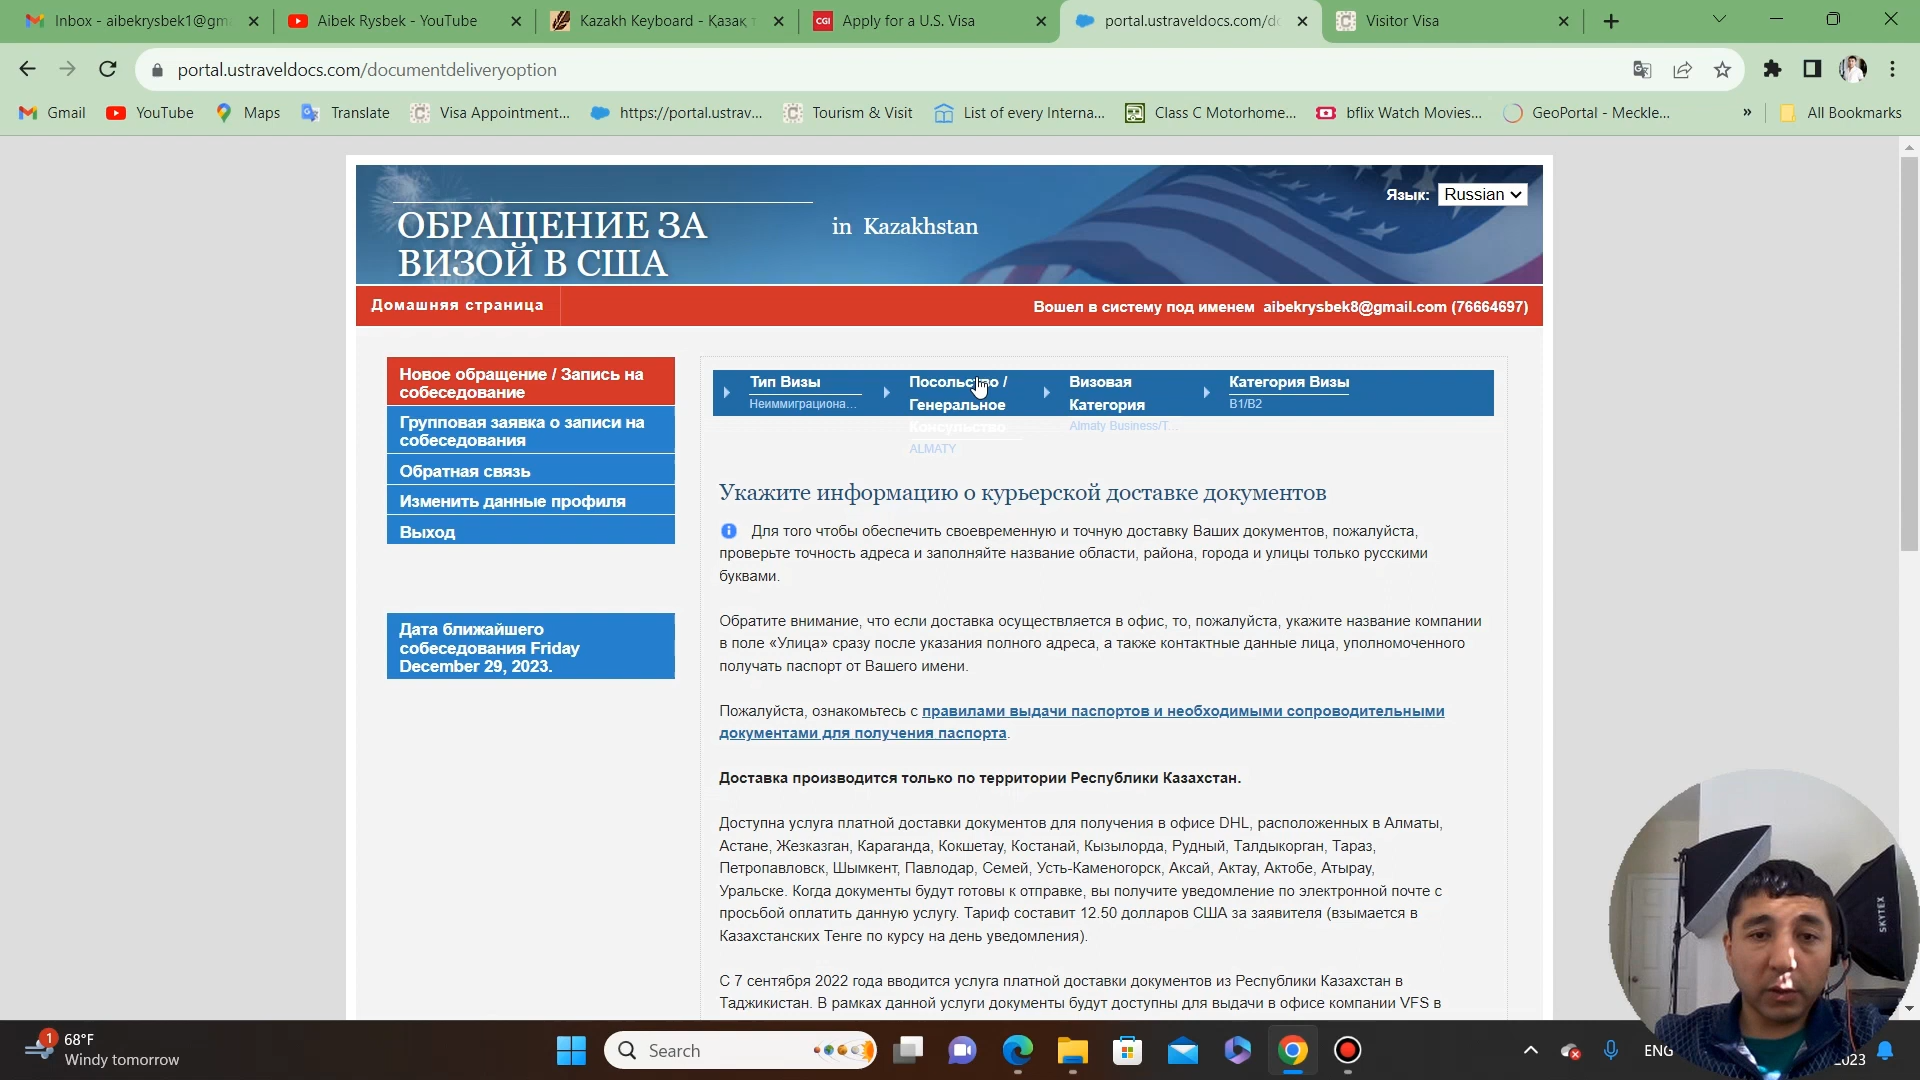 Inbox - aibekrysbek1@gm
Aibek Rysbek - YouTube
Kazakh Keyboard - Қазақ т
CGI Apply for a U.S. Visa
portal.ustraveldocs.com/do
Visitor Visa
portal.ustraveldocs.com/documentdeliveryoption
Gmail
YouTube
Maps
Translate
Visa Appointment...
https://portal.ustrav...
Tourism & Visit
List of every Interna...
Class C Motorhome...
bflix Watch Movies...
GeoPortal - Meckle...
»
All Bookmarks
ОБРАЩЕНИЕ ЗА
ВИЗОЙ В США
in Kazakhstan
Язык: Russian
Домашняя страница
Вошел в систему под именем aibekrysbek8@gmail.com (76664697)
Новое обращение / Запись на
собеседование
Групповая заявка о записи на
собеседования
Обратная связь
Изменить данные профиля
Выход
Дата ближайшего
собеседования Friday
December 29, 2023.
Тип Визы
Неиммиграциона...
Посольство /
Генеральное
Консульство
ALMATY
Визовая
Категория
Almaty Business/T...
Категория Визы
B1/B2
Укажите информацию о курьерской доставке документов
Для того чтобы обеспечить своевременную и точную доставку Ваших документов, пожалуйста,
проверьте точность адреса и заполняйте название области, района, города и улицы только русскими
буквами.
Обратите внимание, что если доставка осуществляется в офис, то, пожалуйста, укажите название компании
в поле «Улица» сразу после указания полного адреса, а также контактные данные лица, уполномоченного
получать паспорт от Вашего имени.
Пожалуйста, ознакомьтесь с правилами выдачи паспортов и необходимыми сопроводительными
документами для получения паспорта.
Доставка производится только по территории Республики Казахстан.
Доступна услуга платной доставки документов для получения в офисе DHL, расположенных в Алматы,
Астане, Жезказган, Караганда, Кокшетау, Костанай, Кызылорда, Рудный, Талдыкорган, Тараз,
Петропавловск, Шымкент, Павлодар, Семей, Усть-Каменогорск, Аксай, Актау, Актобе, Атырау,
Уральске. Когда документы будут готовы к отправке, вы получите уведомление по электронной почте с
просьбой оплатить данную услугу. Тариф составит 12.50 долларов США за заявителя (взымается в
Казахстанских Тенге по курсу на день уведомления).
С 7 сентября 2022 года вводится услуга платной доставки документов из Республики Казахстан в
Таджикистан. В рамках данной услуги документы будут доступны для выдачи в офисе компании VFS в
SKYTEX
1
68°F
Windy tomorrow
Search
ENG
2023